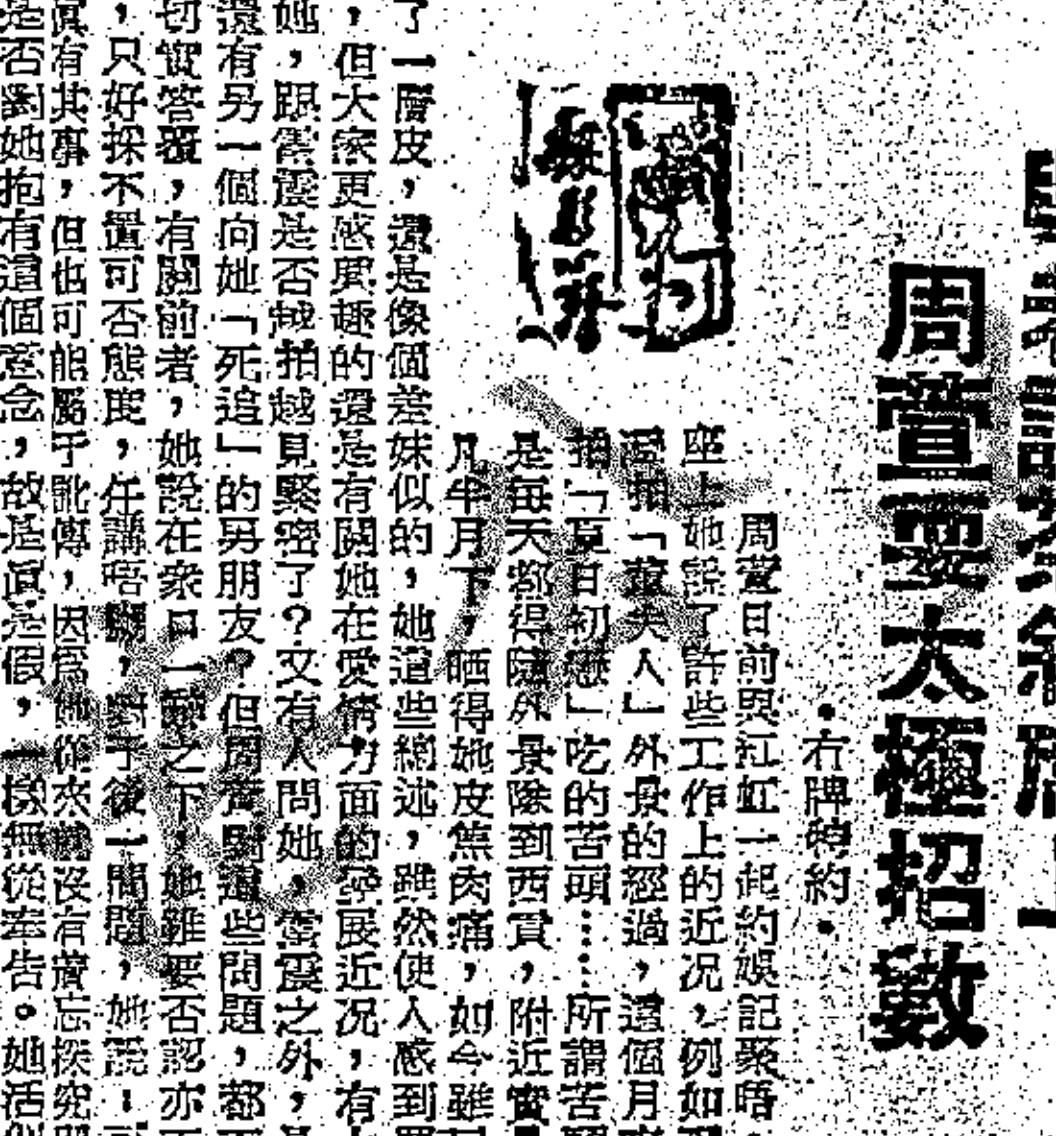 周萱耍太極招數
·右牌特約·
周萱日前與江虹一起約娛記聚晤
座上她談了許些工作上的近况，例如
拍「董夫人」外景的經過，這個月
拍「夏日初戀」吃的苦頭……所謂苦
是每天都得隨外景隊到西貢，附近實
月下，晒得她皮焦肉痛，如今雖
了一層皮，還是像個差妹似的，她這些緦述，雖然使人感到
，但大家更感興趣的還是有關她在愛情方面的發展近况，有
她，跟雷震是否越拍越見緊密了？又有人問她，雷震之外，
還有另一個向她「死追」的男朋友？但周萱對這些問題，都
切實答覆，有關前者，她說在衆口一辭之下，她雖要否認亦
，只好採不置可否態度，任講唔嬲，對于後一問題，她說：
眞有其事，但也可能屬于訛傳，因爲她從來沒有探究
是否對她抱有這個意念，故是眞是假，一樣無從奉告。她活